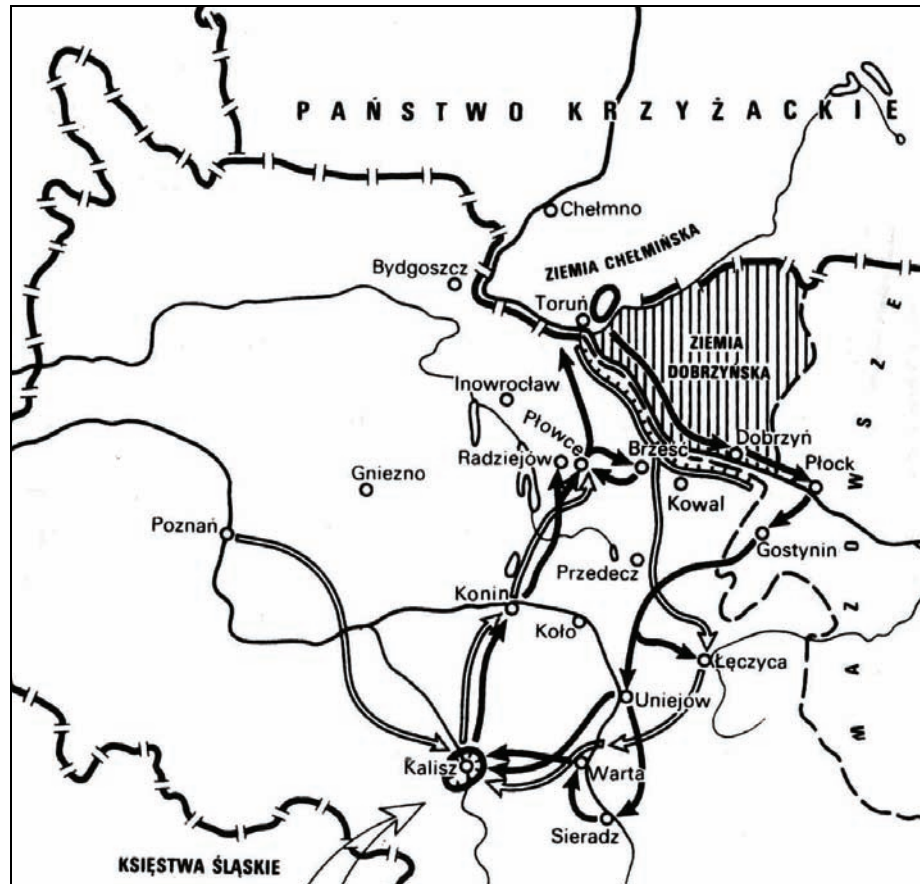 PAŃSTWO KRZYŻACKIE
Chełmno
ZIEMIA CHEŁMIŃSKA
Bydgoszcz
Toruń
ZIEMIA
DOBRZYŃSKA
Inowrocław
Płowce
Radziejów
Brześć
Dobrzyń
Płock
Gniezno
Kowal
Poznań
Gostynin
Przedecz
Konin
Koło
Łęczyca
Uniejów
MAZOWSZE
Kalisz
Warta
Sieradz
KSIĘSTWA ŚLĄSKIE